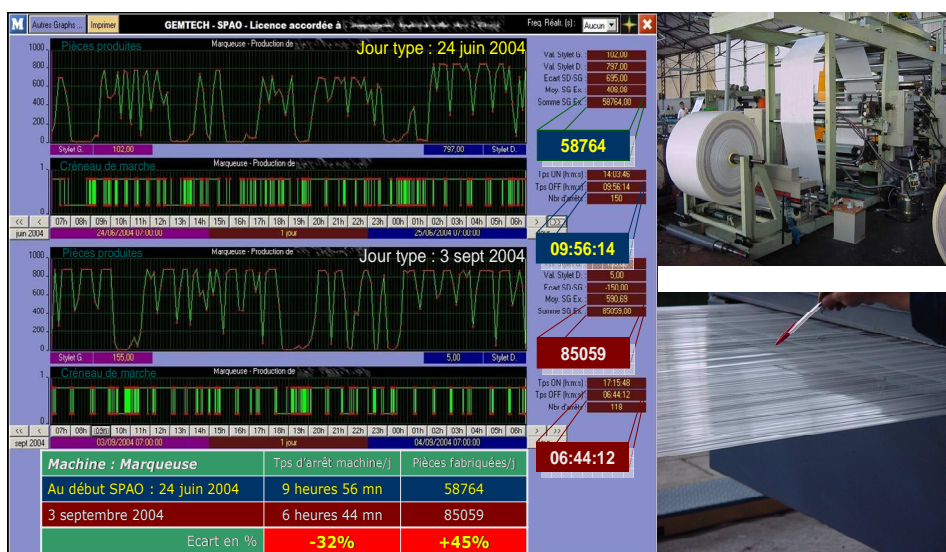 M Autres Graphs ... Imprimer GEMTECH - SPAO - Licence accordée à Freq. Réafr. (s) : Aucun
Pièces produites Marqueuse - Production de Jour type : 24 juin 2004
1000
800
600
400
200
0
Stylet G. 102,00 797,00 Stylet D.
Val. Stylet G. : 102,00
Val. Stylet D. : 797,00
Ecart SD-SG : 695,00
Moy. SG Ex. : 408,08
Somme SG Ex. : 58764,00
58764
Créneau de marche Marqueuse - Production de
1
0
Tps ON (h:m:s) : 14:03:46
Tps OFF (h:m:s) : 09:56:14
Nbr d'arrêts : 150
<< < 07h 08h 09h 10h 11h 12h 13h 14h 15h 16h 17h 18h 19h 20h 21h 22h 23h 00h 01h 02h 03h 04h 05h 06h > >>
juin 2004 24/06/2004 07:00:00 1 jour 25/06/2004 07:00:00
09:56:14
Pièces produites Marqueuse - Production de Jour type : 3 sept 2004
1000
800
600
400
200
0
Stylet G. 155,00 5,00 Stylet D.
Val. Stylet D. : 5,00
Ecart SD-SG : -150,00
Moy. SG Ex. : 590,69
Somme SG Ex. : 85059,00
85059
Créneau de marche Marqueuse - Production de
1
0
Tps ON (h:m:s) : 17:15:48
Tps OFF (h:m:s) : 06:44:12
Nbr d'arrêts : 118
<< < 07h 08h 09h 10h 11h 12h 13h 14h 15h 16h 17h 18h 19h 20h 21h 22h 23h 00h 01h 02h 03h 04h 05h 06h > >>
sept 2004 03/09/2004 07:00:00 1 jour 04/09/2004 07:00:00
06:44:12
Machine : Marqueuse Tps d'arrêt machine/j Pièces fabriquées/j
Au début SPAO : 24 juin 2004 9 heures 56 mn 58764
3 septembre 2004 6 heures 44 mn 85059
Ecart en % -32% +45%